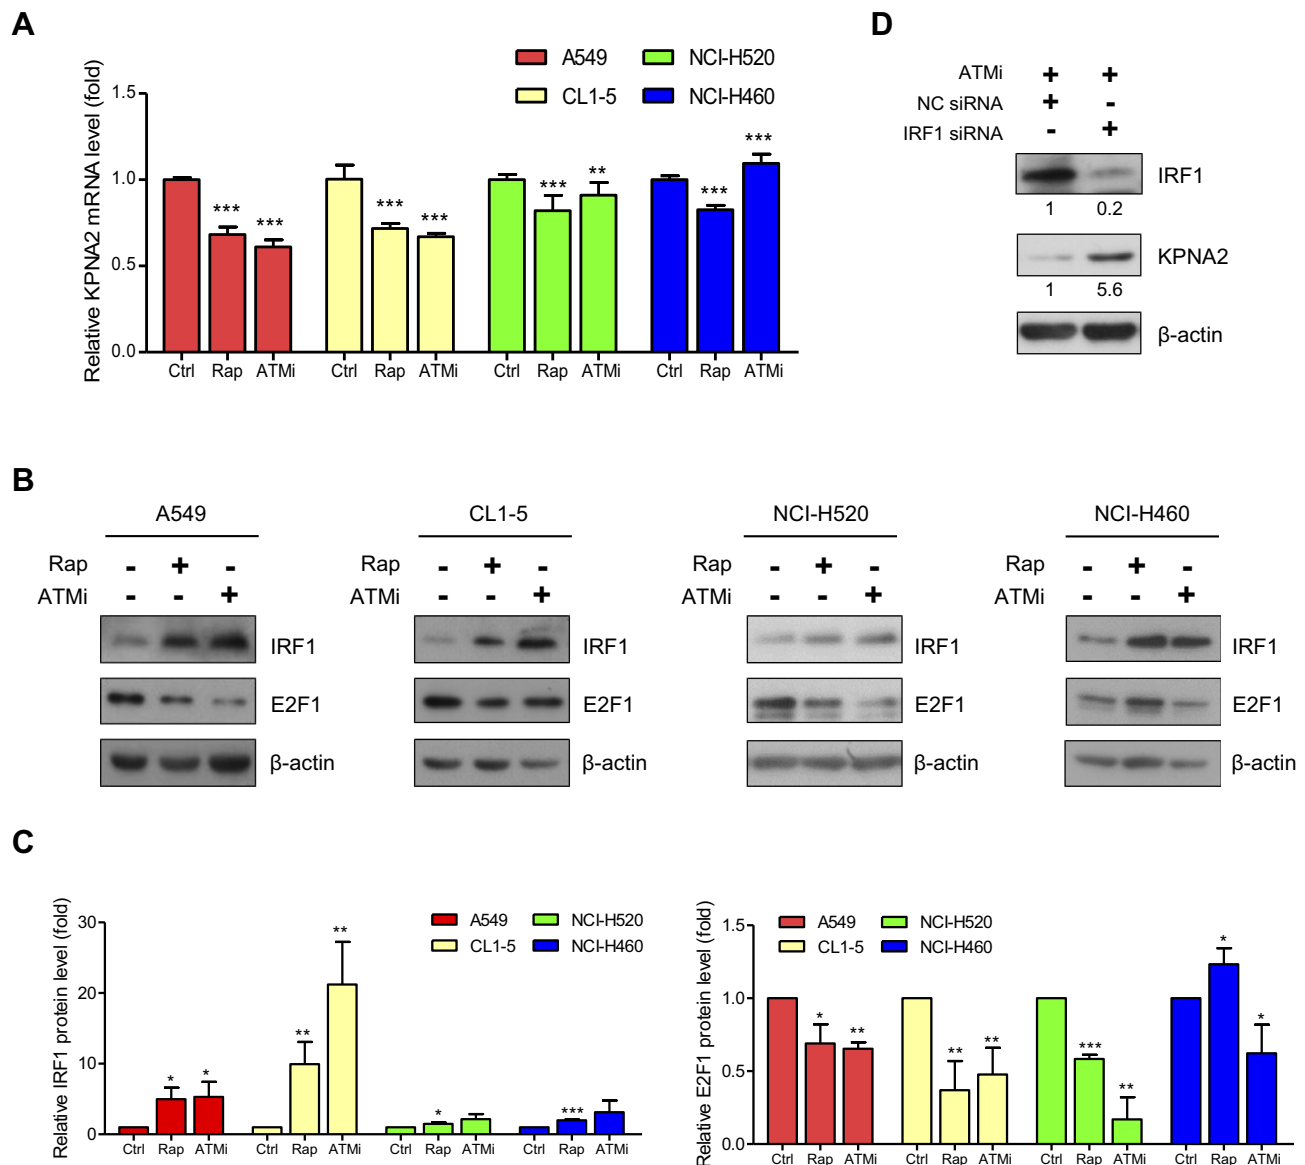 A
A549 NCI-H520
CL1-5 NCI-H460
Relative KPNA2 mRNA level (fold)
1.5
1.0
0.5
0.0
*** *** *** *** *** ** *** ***
Ctrl Rap ATMi Ctrl Rap ATMi Ctrl Rap ATMi Ctrl Rap ATMi
D
ATMi + +
NC siRNA + -
IRF1 siRNA - +
IRF1
1 0.2
KPNA2
1 5.6
β-actin
B
A549
Rap - + -
ATMi - - +
IRF1
E2F1
β-actin
CL1-5
Rap - + -
ATMi - - +
IRF1
E2F1
β-actin
NCI-H520
Rap - + -
ATMi - - +
IRF1
E2F1
β-actin
NCI-H460
Rap - + -
ATMi - - +
IRF1
E2F1
β-actin
C
A549 NCI-H520
CL1-5 NCI-H460
Relative IRF1 protein level (fold)
30
20
10
0
* * ** ** * ***
Ctrl Rap ATMi Ctrl Rap ATMi Ctrl Rap ATMi Ctrl Rap ATMi
A549 NCI-H520
CL1-5 NCI-H460
Relative E2F1 protein level (fold)
1.5
1.0
0.5
0.0
* ** ** ** *** ** * *
Ctrl Rap ATMi Ctrl Rap ATMi Ctrl Rap ATMi Ctrl Rap ATMi